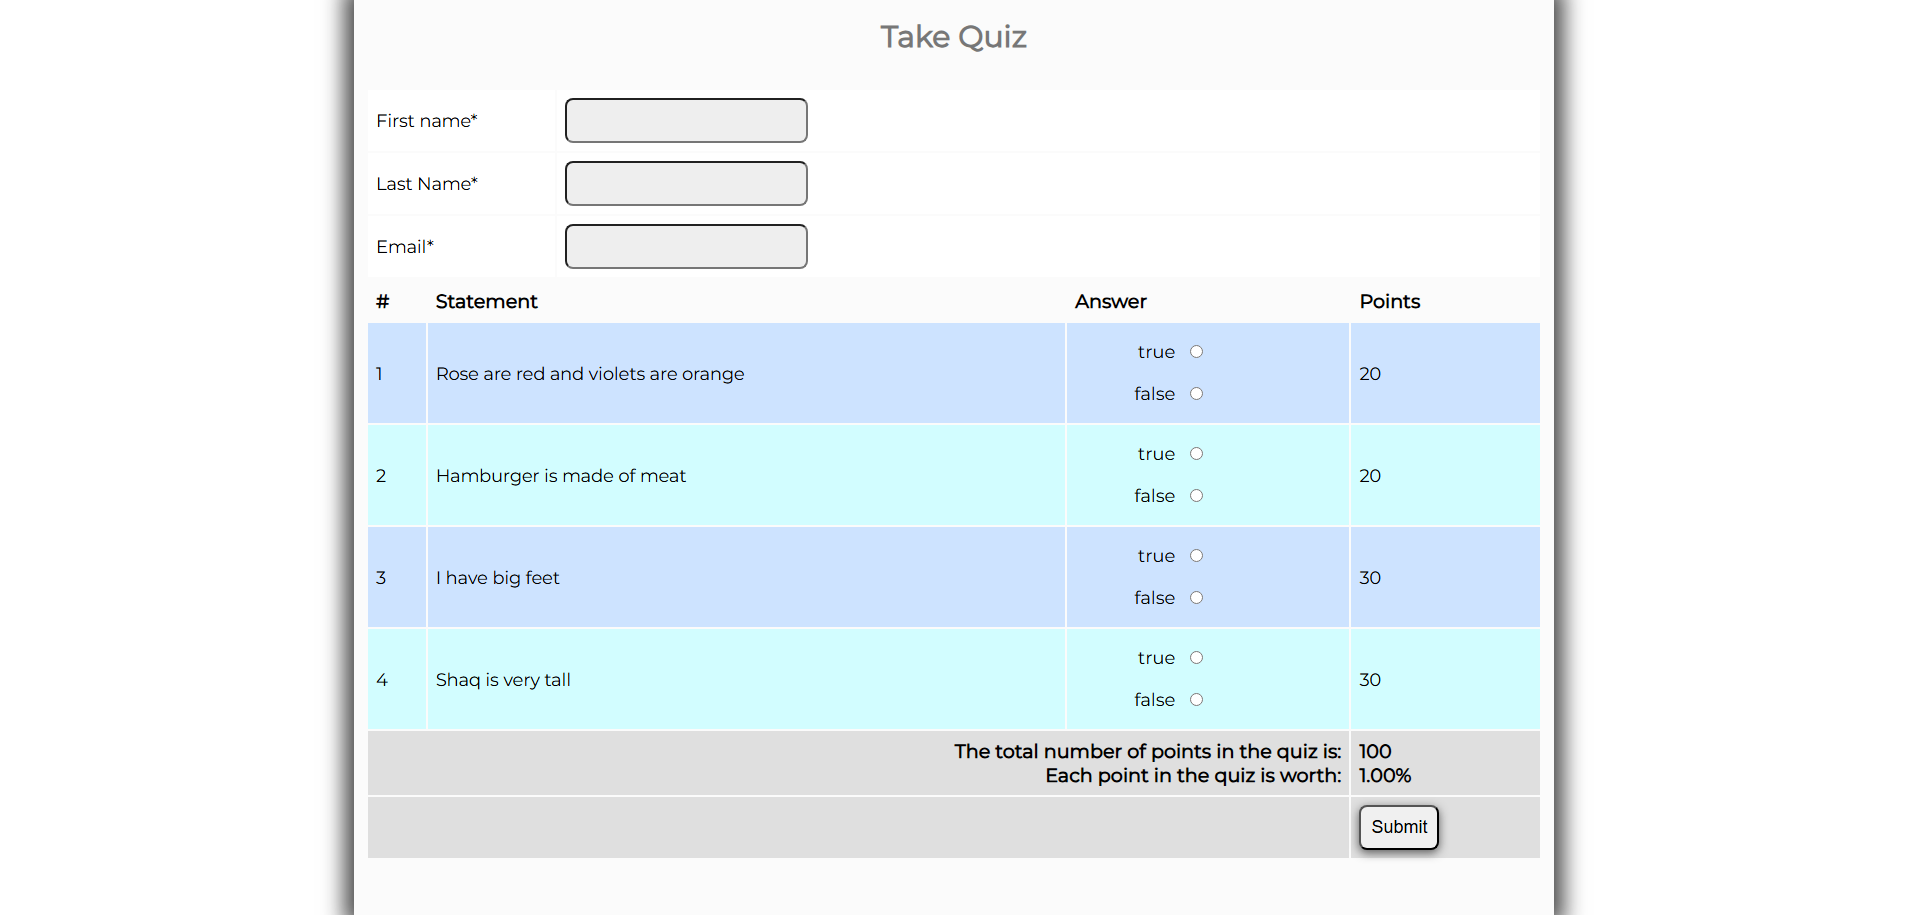 Take Quiz
First name*
Last Name*
Email*
# Statement Answer Points
1 Rose are red and violets are orange true false 20
2 Hamburger is made of meat true false 20
3 I have big feet true false 30
4 Shaq is very tall true false 30
The total number of points in the quiz is: 100
Each point in the quiz is worth: 1.00%
Submit